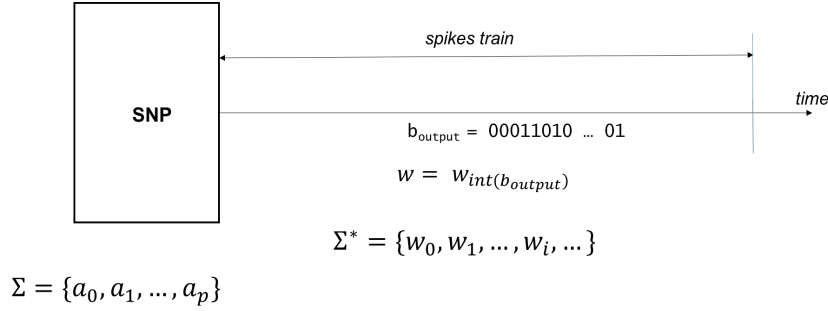 spikes train
time
SNP
b_output = 00011010 … 01
w = w_int(b_output)
Σ* = {w_0, w_1, … , w_i, … }
Σ = {a_0, a_1, … , a_p}